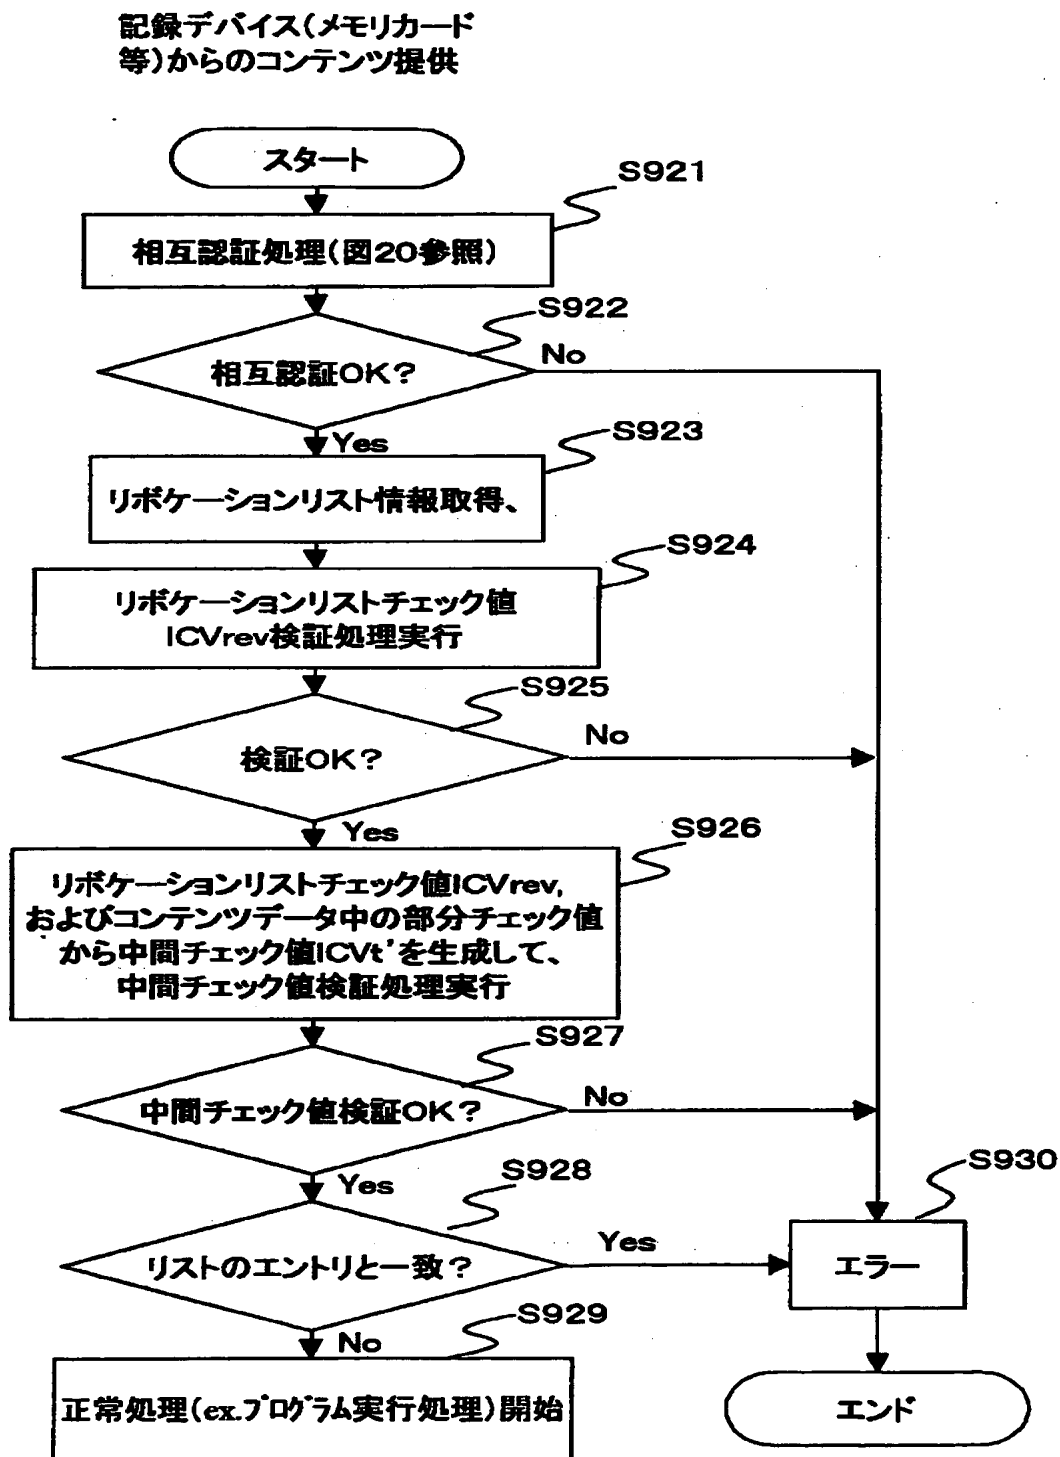 記録デバイス(メモリカード
等)からのコンテンツ提供
スタート
S921
相互認証処理(図20参照)
S922
相互認証OK?
No
Yes
S923
リボケーションリスト情報取得、
S924
リボケーションリストチェック値
ICVrev検証処理実行
S925
検証OK?
No
Yes
S926
リボケーションリストチェック値ICVrev,
およびコンテンツデータ中の部分チェック値
から中間チェック値ICVt'を生成して、
中間チェック値検証処理実行
S927
中間チェック値検証OK?
No
Yes
S928
リストのエントリと一致?
Yes
S930
エラー
No
S929
正常処理(ex.プログラム実行処理)開始
エンド